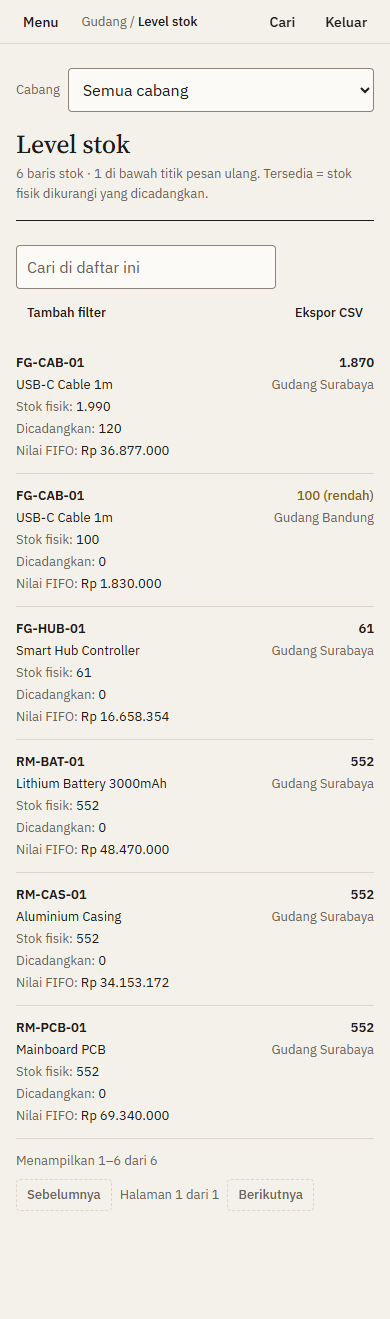 Menu Gudang / Level stok Cari Keluar
Cabang Semua cabang
Level stok
6 baris stok · 1 di bawah titik pesan ulang. Tersedia = stok
fisik dikurangi yang dicadangkan.
Cari di daftar ini
Tambah filter Ekspor CSV
FG-CAB-01 1.870
USB-C Cable 1m Gudang Surabaya
Stok fisik: 1.990
Dicadangkan: 120
Nilai FIFO: Rp 36.877.000
FG-CAB-01 100 (rendah)
USB-C Cable 1m Gudang Bandung
Stok fisik: 100
Dicadangkan: 0
Nilai FIFO: Rp 1.830.000
FG-HUB-01 61
Smart Hub Controller Gudang Surabaya
Stok fisik: 61
Dicadangkan: 0
Nilai FIFO: Rp 16.658.354
RM-BAT-01 552
Lithium Battery 3000mAh Gudang Surabaya
Stok fisik: 552
Dicadangkan: 0
Nilai FIFO: Rp 48.470.000
RM-CAS-01 552
Aluminium Casing Gudang Surabaya
Stok fisik: 552
Dicadangkan: 0
Nilai FIFO: Rp 34.153.172
RM-PCB-01 552
Mainboard PCB Gudang Surabaya
Stok fisik: 552
Dicadangkan: 0
Nilai FIFO: Rp 69.340.000
Menampilkan 1–6 dari 6
Sebelumnya Halaman 1 dari 1 Berikutnya